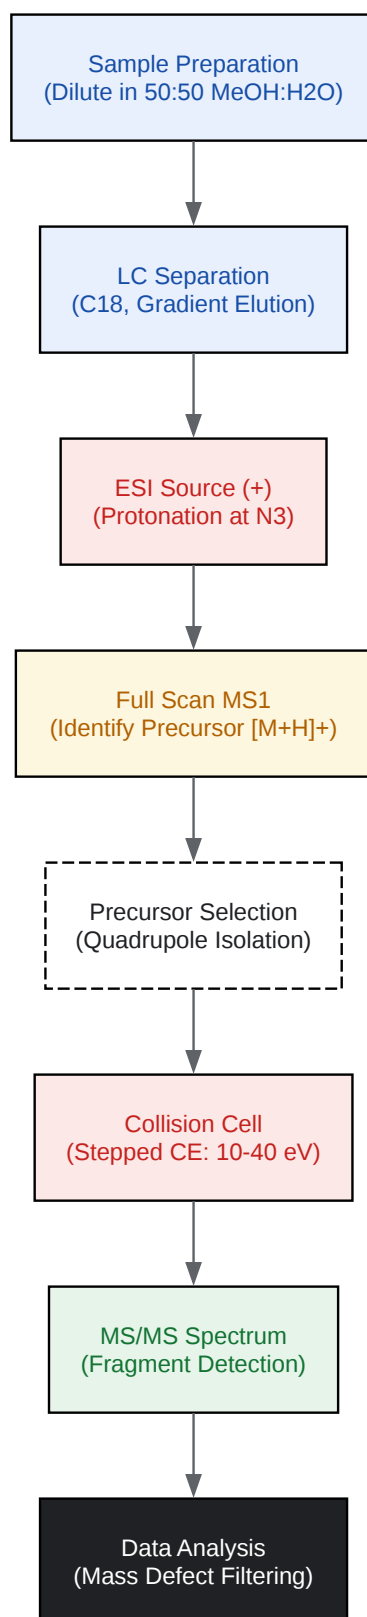 Sample Preparation
(Dilute in 50:50 MeOH:H2O)
LC Separation
(C18, Gradient Elution)
ESI Source (+)
(Protonation at N3)
Full Scan MS1
(Identify Precursor [M+H]+)
Precursor Selection
(Quadrupole Isolation)
Collision Cell
(Stepped CE: 10-40 eV)
MS/MS Spectrum
(Fragment Detection)
Data Analysis
(Mass Defect Filtering)